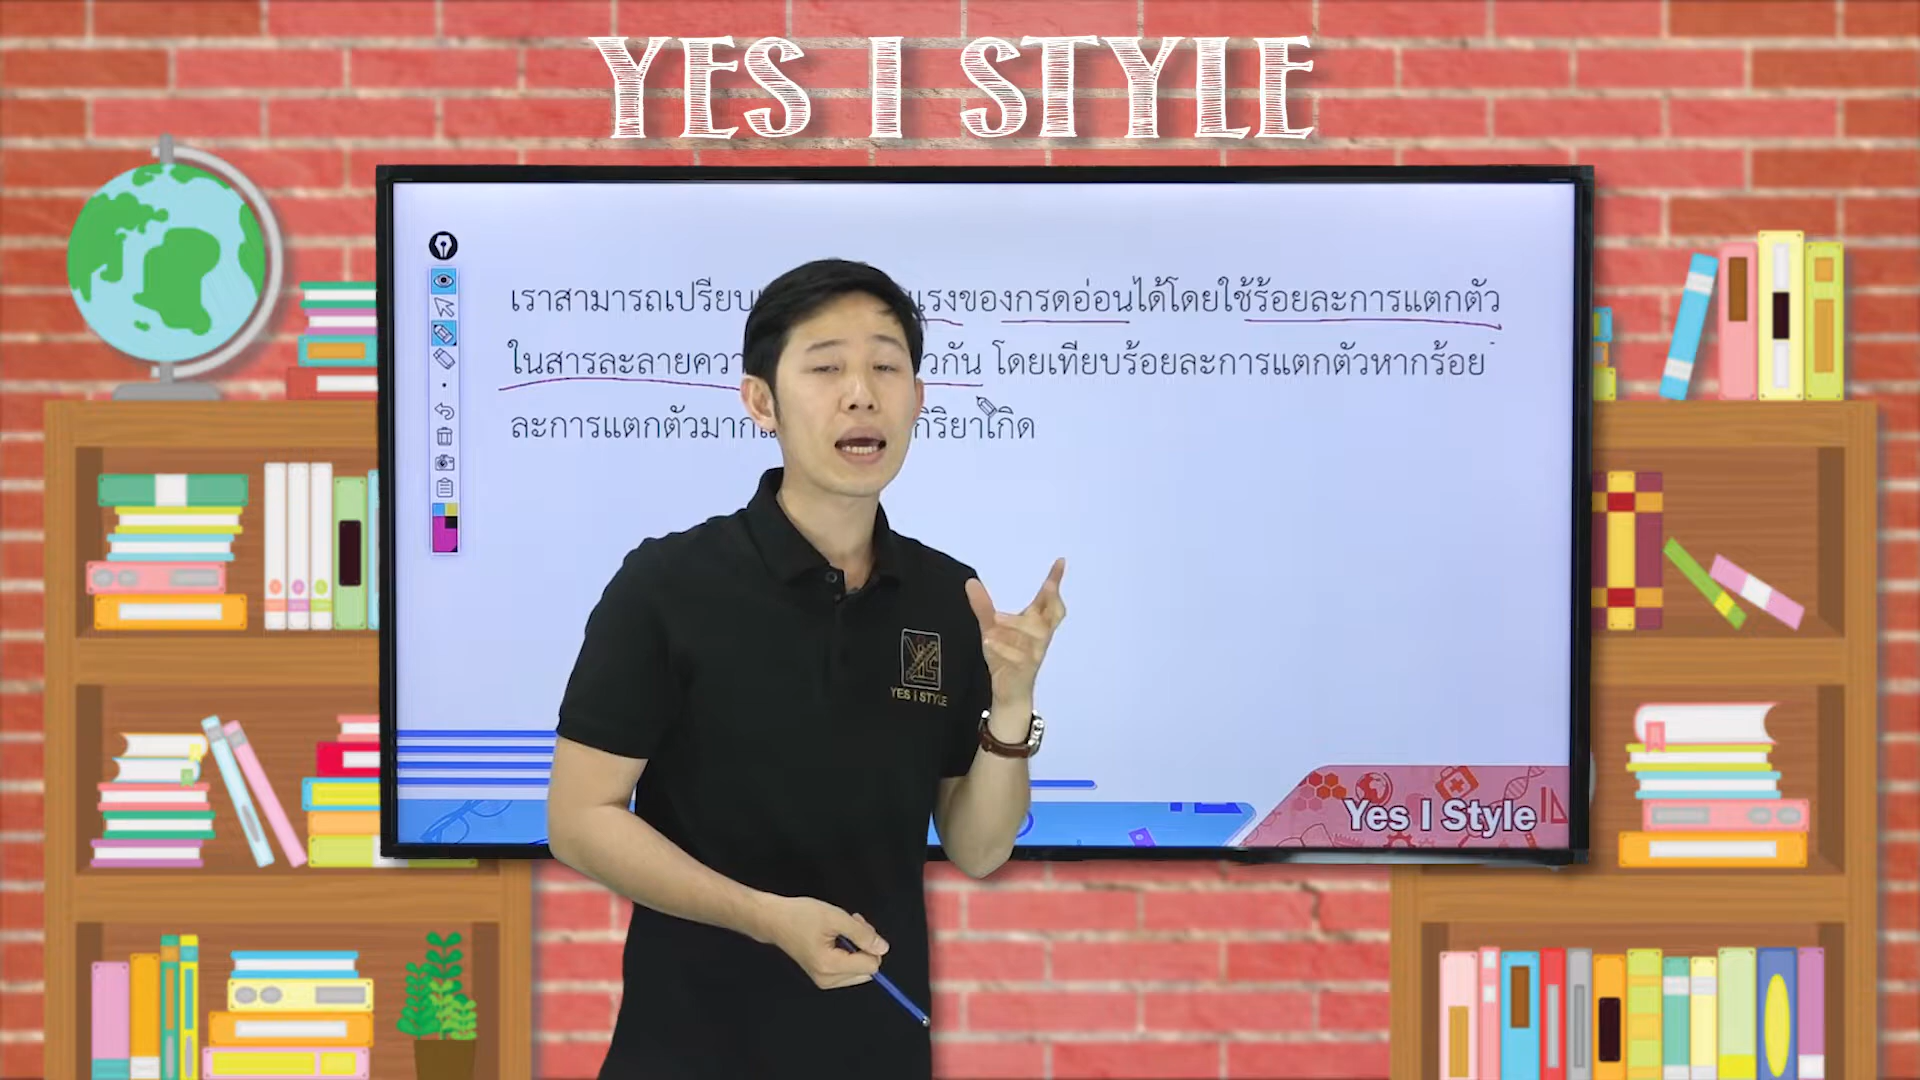 YES I STYLE
เราสามารถเปรียบ แรงของกรดอ่อนได้โดยใช้ร้อยละการแตกตัว
ในสารละลายควา วกัน โดยเทียบร้อยละการแตกตัวหากร้อย
ละการแตกตัวมาก กิริยาเกิด
YES I STYLE
Yes I Style